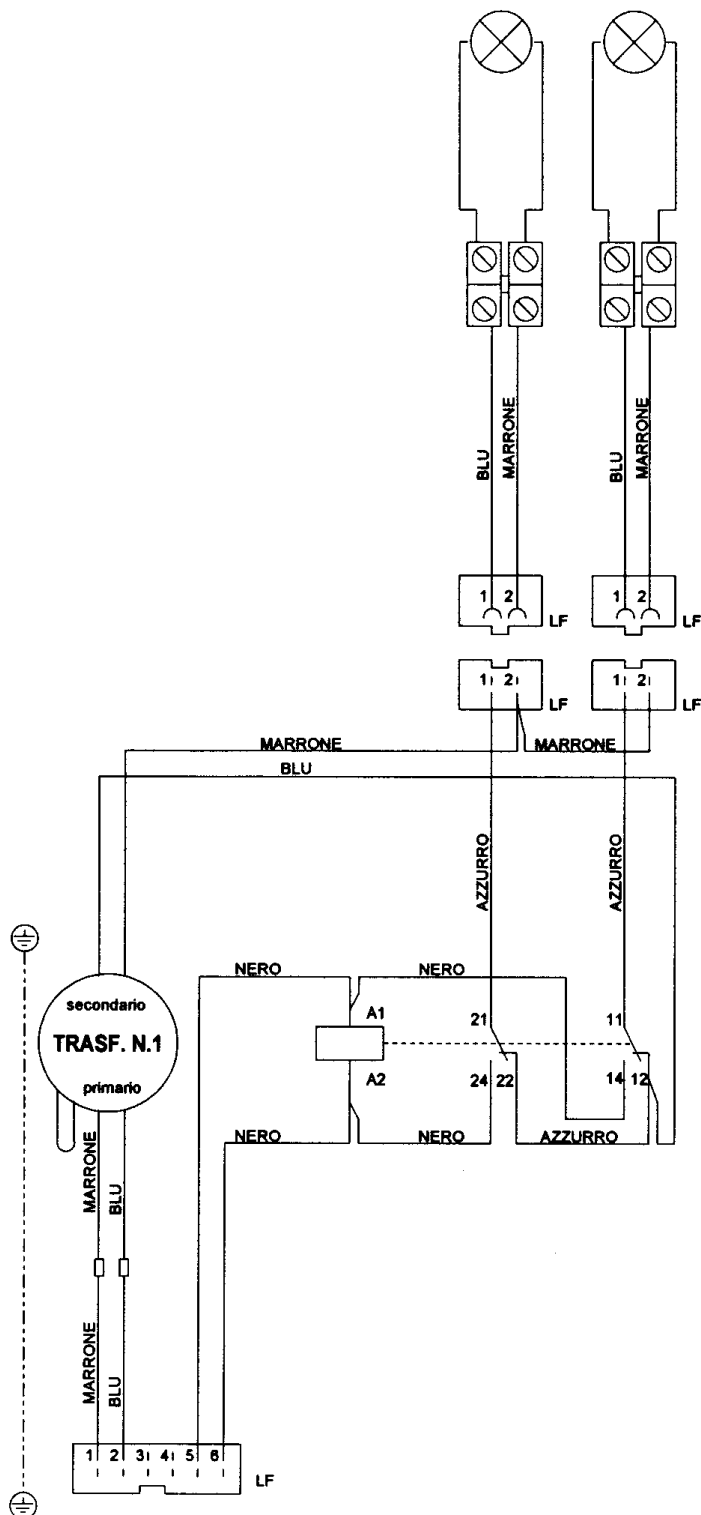 BLU
MARRONE
BLU
MARRONE
1 2
LF
1 2
LF
1 2
LF
1 2
LF
MARRONE
MARRONE
BLU
AZZURRO
AZZURRO
NERO
NERO
secondario
TRASF. N.1
primario
A1
A2
21
11
24 22
14 12
NERO
NERO
AZZURRO
MARRONE
BLU
MARRONE
BLU
1 2 3 4 5 6
LF